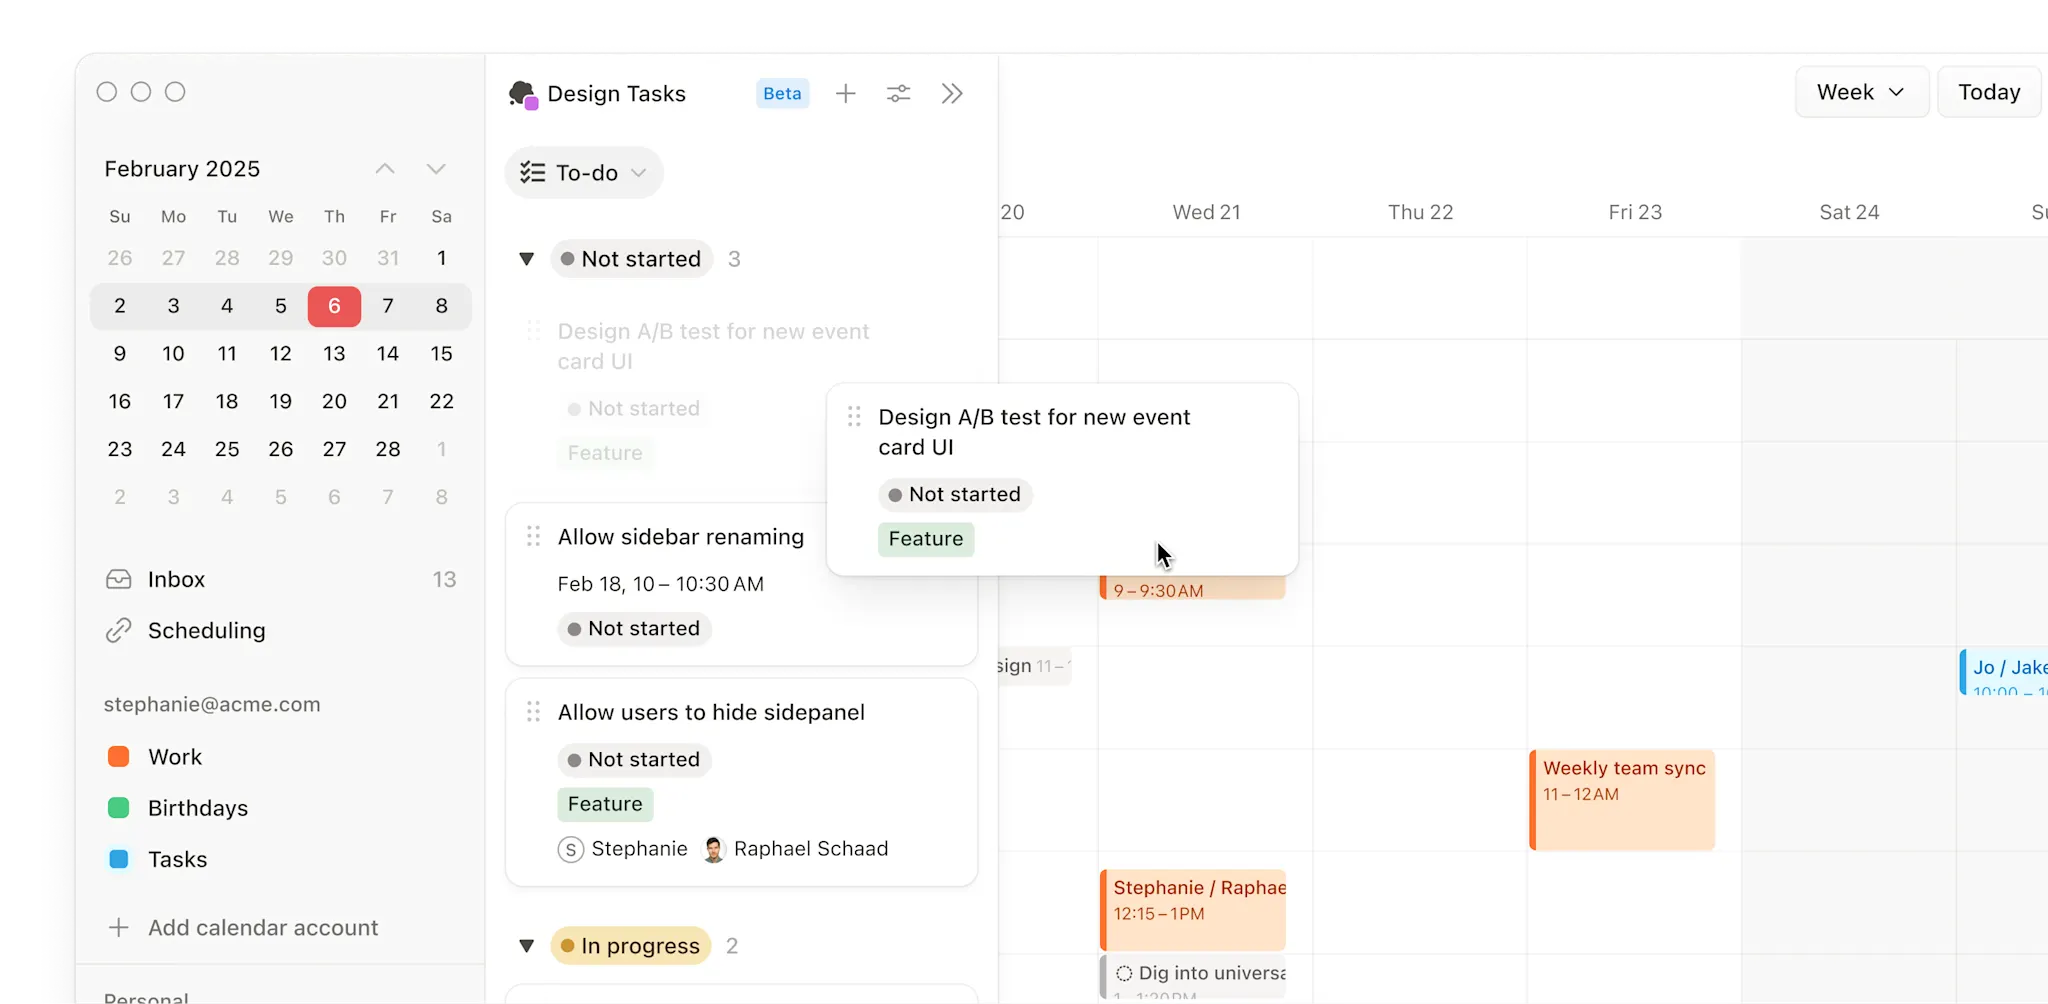 February 2025
Su Mo Tu We Th Fr Sa
26 27 28 29 30 31 1
2 3 4 5 6 7 8
9 10 11 12 13 14 15
16 17 18 19 20 21 22
23 24 25 26 27 28 1
2 3 4 5 6 7 8
Inbox 13
Scheduling
stephanie@acme.com
Work
Birthdays
Tasks
Add calendar account
Personal
Design Tasks Beta
To-do
Not started 3
Design A/B test for new event
card UI
Not started
Feature
Allow sidebar renaming
Feb 18, 10 – 10:30 AM
Not started
Allow users to hide sidepanel
Not started
Feature
S Stephanie Raphael Schaad
In progress 2
Design A/B test for new event
card UI
Not started
Feature
Week Today
20 Wed 21 Thu 22 Fri 23 Sat 24
9 – 9:30 AM
sign 11 –
Jo / Jake
Weekly team sync
11 – 12 AM
Stephanie / Raphae
12:15 – 1 PM
Dig into universa
1 – 1:30 PM